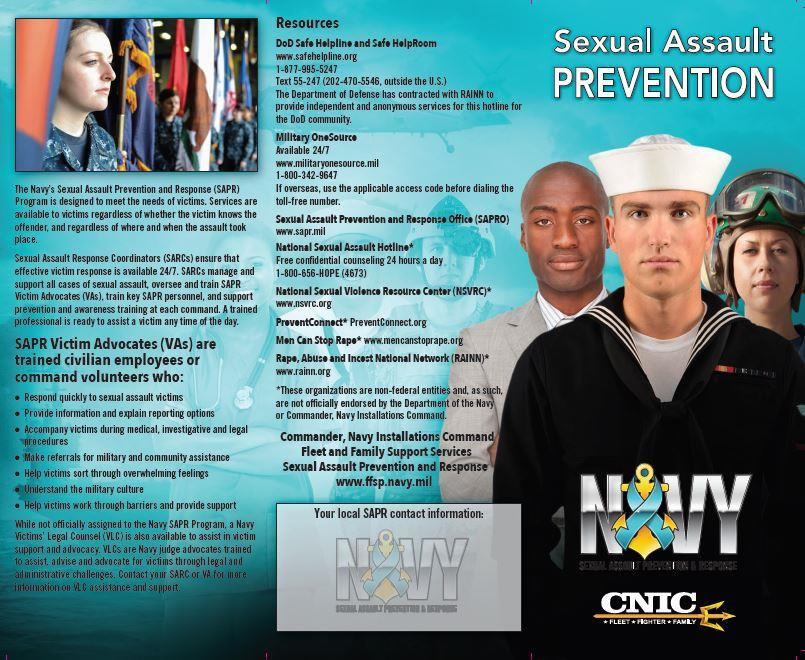 The Navy's Sexual Assault Prevention and Response (SAPR)
Program is designed to meet the needs of victims. Services are
available to victims regardless of whether the victim knows the
offender, and regardless of where and when the assault took
place.
Sexual Assault Response Coordinators (SARCs) ensure that
effective victim response is available 24/7. SARCs manage and
support all cases of sexual assault, oversee and train SAPR
Victim Advocates (VAs), train key SAPR personnel, and support
prevention and awareness training at each command. A trained
professional is ready to assist a victim any time of the day.
SAPR Victim Advocates (VAs) are
trained civilian employees or
command volunteers who:
• Respond quickly to sexual assault victims
• Provide information and explain reporting options
• Accompany victims during medical, investigative and legal
procedures
• Make referrals for military and community assistance
• Help victims sort through overwhelming feelings
• Understand the military culture
• Help victims work through barriers and provide support
While not officially assigned to the Navy SAPR Program, a Navy
Victims' Legal Counsel (VLC) is also available to assist in victim
support and advocacy. VLCs are Navy judge advocates trained
to assist, advise and advocate for victims through legal and
administrative challenges. Contact your SARC or VA for more
information on VLC assistance and support.
Resources
DoD Safe Helpline and Safe HelpRoom
www.safehelpline.org
1-877-995-5247
Text 55-247 (202-470-5546, outside the U.S.)
The Department of Defense has contracted with RAINN to
provide independent and anonymous services for this hotline for
the DoD community.
Military OneSource
Available 24/7
www.militaryonesource.mil
1-800-342-9647
If overseas, use the applicable access code before dialing the
toll-free number.
Sexual Assault Prevention and Response Office (SAPRO)
www.sapr.mil
National Sexual Assault Hotline*
Free confidential counseling 24 hours a day
1-800-656-HOPE (4673)
National Sexual Violence Resource Center (NSVRC)*
www.nsvrc.org
PreventConnect* PreventConnect.org
Men Can Stop Rape* www.mencanstoprape.org
Rape, Abuse and Incest National Network (RAINN)*
www.rainn.org
*These organizations are non-federal entities and, as such,
are not officially endorsed by the Department of the Navy
or Commander, Navy Installations Command.
Commander, Navy Installations Command
Fleet and Family Support Services
Sexual Assault Prevention and Response
www.ffsp.navy.mil
Your local SAPR contact information:
NAVY
SEXUAL ASSAULT PREVENTION & RESPONSE
Sexual Assault
PREVENTION
NAVY
SEXUAL ASSAULT PREVENTION & RESPONSE
CNIC
★ FLEET ★ FIGHTER ★ FAMILY